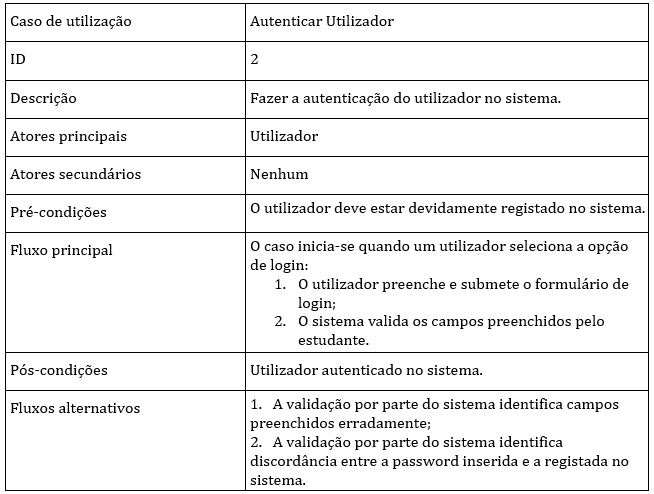 Caso de utilização Autenticar Utilizador
ID 2
Descrição Fazer a autenticação do utilizador no sistema.
Atores principais Utilizador
Atores secundários Nenhum
Pré-condições O utilizador deve estar devidamente registado no sistema.
Fluxo principal O caso inicia-se quando um utilizador seleciona a opção
de login:
1. O utilizador preenche e submete o formulário de
login;
2. O sistema valida os campos preenchidos pelo
estudante.
Pós-condições Utilizador autenticado no sistema.
Fluxos alternativos 1. A validação por parte do sistema identifica campos
preenchidos erradamente;
2. A validação por parte do sistema identifica
discordância entre a password inserida e a registada no
sistema.